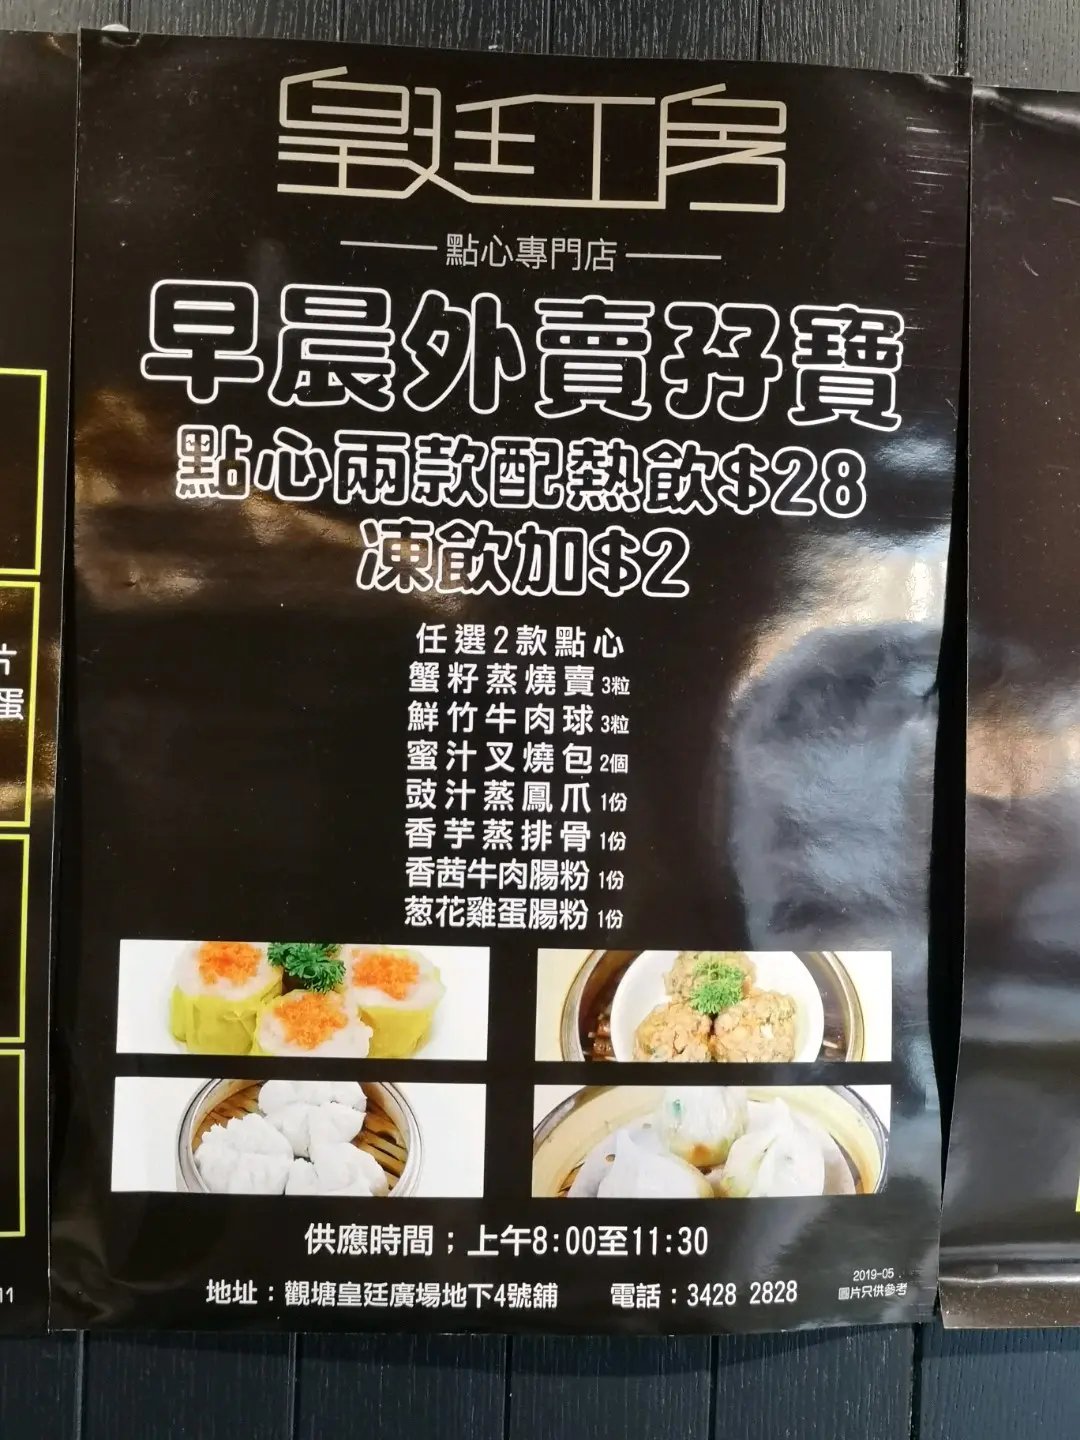 皇廷工房
點心專門店
早晨外賣孖寶
點心兩款配熱飲$28
凍飲加$2
任選2款點心
蟹籽蒸燒賣3粒
鮮竹牛肉球3粒
蜜汁叉燒包2個
豉汁蒸鳳爪1份
香芋蒸排骨1份
香茜牛肉腸粉1份
葱花雞蛋腸粉1份
供應時間；上午8:00至11:30
地址：觀塘皇廷廣場地下4號舖 電話：3428 2828
2019-05
圖片只供參考
片
蛋
11